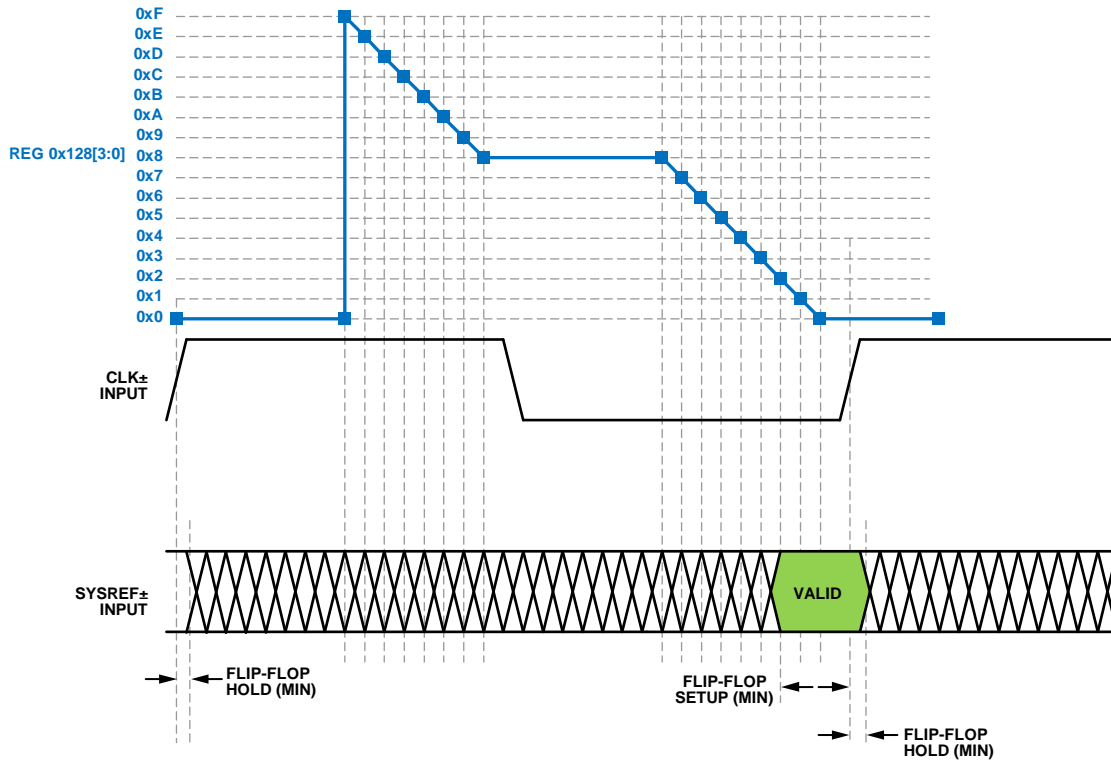 0xF
0xE
0xD
0xC
0xB
0xA
0x9
REG 0x128[3:0] 0x8
0x7
0x6
0x5
0x4
0x3
0x2
0x1
0x0
CLK±
INPUT
SYSREF±
INPUT
VALID
FLIP-FLOP
HOLD (MIN)
FLIP-FLOP
SETUP (MIN)
FLIP-FLOP
HOLD (MIN)